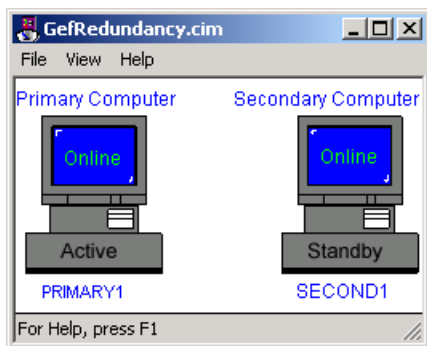 GefRedundancy.cim
File View Help
Primary Computer Secondary Computer
Online Online
Active Standby
PRIMARY1 SECOND1
For Help, press F1